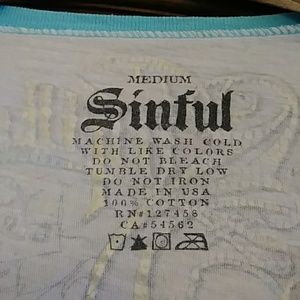 MEDIUM
Sinful
MACHINE WASH COLD
WITH LIKE COLORS
DO NOT BLEACH
TUMBLE DRY LOW
DO NOT IRON
MADE IN USA
100% COTTON
RN#127458
CA#54562